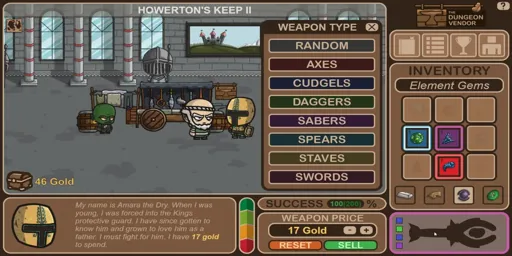 HOWERTON'S KEEP II
THE
DUNGEON
VENDOR
?
WEAPON TYPE
X
RANDOM
AXES
CUDGELS
DAGGERS
SABERS
SPEARS
STAVES
SWORDS
INVENTORY
Element Gems
46 Gold
My name is Amara the Dry. When I was
young, I was forced into the Kings
protective guard. I have since gotten to
know him and grown to love him as a
father. I most fight for him. I have 17 gold
to spend.
SUCCESS 100(200) %
WEAPON PRICE
17 Gold
- +
RESET SELL